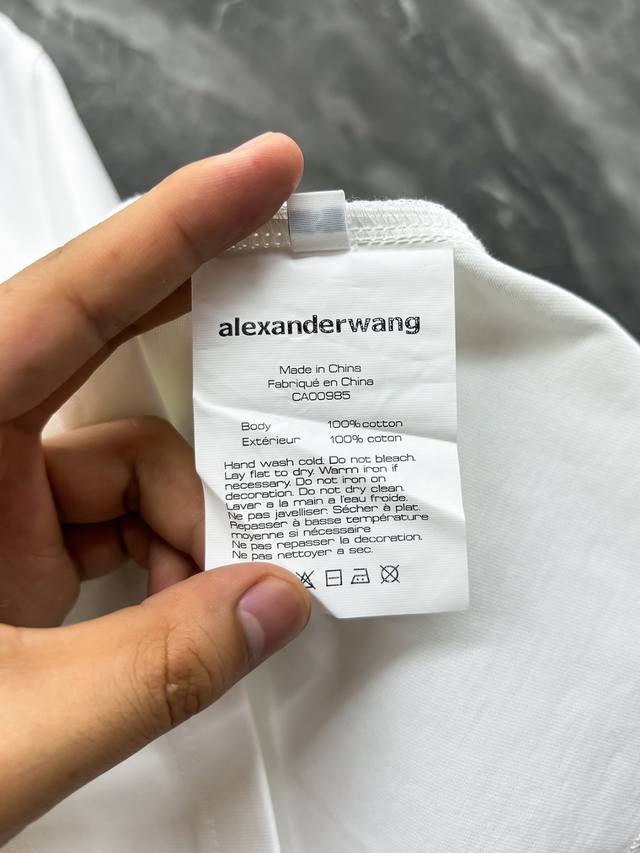 alexanderwang
Made in China
Fabriqué en China
CA00985
Body 100% cotton
Extérieur 100% coton
Hand wash cold. Do not bleach.
Lay flat to dry. Warm iron if
necessary. Do not iron on
decoration. Do not dry clean.
Lavar a la main a l'eau froide.
Ne pas javelliser. Sécher à plat.
Repasser à basse température
moyenne si nécessaire
Ne pas repasser la decoration.
Ne pas nettoyer a sec.